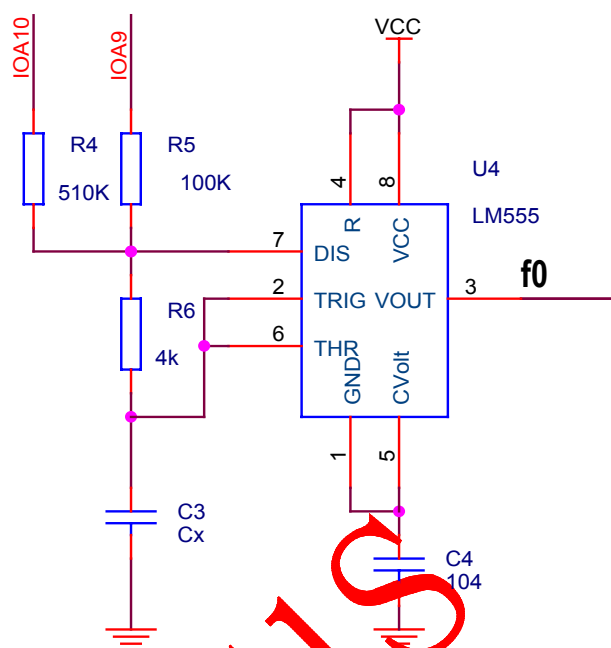 VCC
IOA10
IOA9
R4
R5
510K
100K
4
8
U4
LM555
R
VCC
7
DIS
f0
2
TRIG
VOUT
3
R6
4k
6
THR
GND
CVolt
1
5
C3
Cx
C4
104